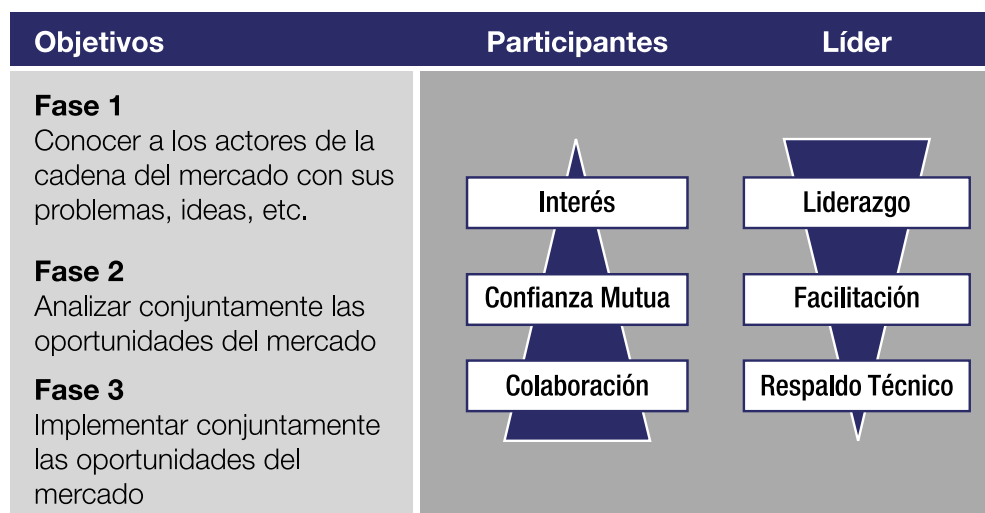 Objetivos Participantes Líder
Fase 1
Conocer a los actores de la
cadena del mercado con sus
problemas, ideas, etc.
Interés Liderazgo
Fase 2
Analizar conjuntamente las
oportunidades del mercado
Confianza Mutua Facilitación
Fase 3
Implementar conjuntamente
las oportunidades del
mercado
Colaboración Respaldo Técnico